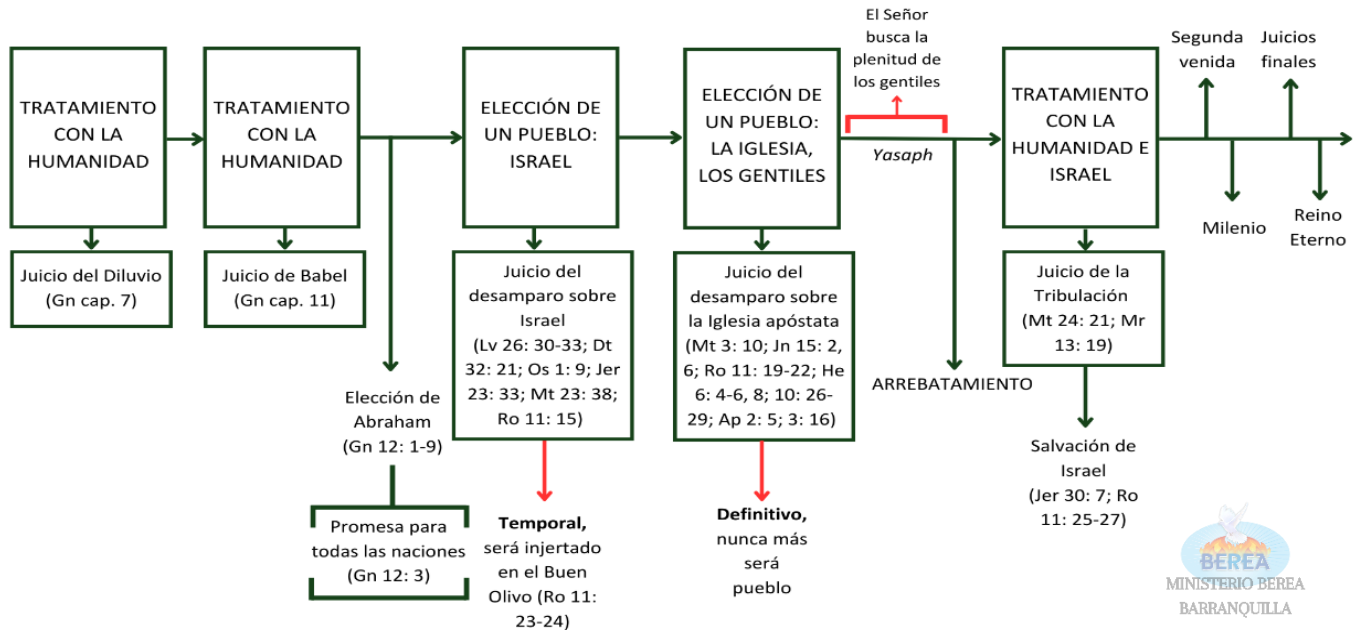 TRATAMIENTO
CON LA
HUMANIDAD
Juicio del Diluvio
(Gn cap. 7)
TRATAMIENTO
CON LA
HUMANIDAD
Juicio de Babel
(Gn cap. 11)
Elección de
Abraham
(Gn 12: 1-9)
Promesa para
todas las naciones
(Gn 12: 3)
ELECCIÓN DE
UN PUEBLO:
ISRAEL
Juicio del
desamparo sobre
Israel
(Lv 26: 30-33; Dt
32: 21; Os 1: 9; Jer
23: 33; Mt 23: 38;
Ro 11: 15)
Temporal,
será injertado
en el Buen
Olivo (Ro 11:
23-24)
ELECCIÓN DE
UN PUEBLO:
LA IGLESIA,
LOS GENTILES
Juicio del
desamparo sobre
la Iglesia apóstata
(Mt 3: 10; Jn 15: 2,
6; Ro 11: 19-22; He
6: 4-6, 8; 10: 26-
29; Ap 2: 5; 3: 16)
Definitivo,
nunca más
será
pueblo
El Señor
busca la
plenitud de
los gentiles
Yasaph
ARREBATAMIENTO
TRATAMIENTO
CON LA
HUMANIDAD E
ISRAEL
Juicio de la
Tribulación
(Mt 24: 21; Mr
13: 19)
Salvación de
Israel
(Jer 30: 7; Ro
11: 25-27)
Segunda
venida
Milenio
Juicios
finales
Reino
Eterno
BEREA
MINISTERIO BEREA
BARRANQUILLA